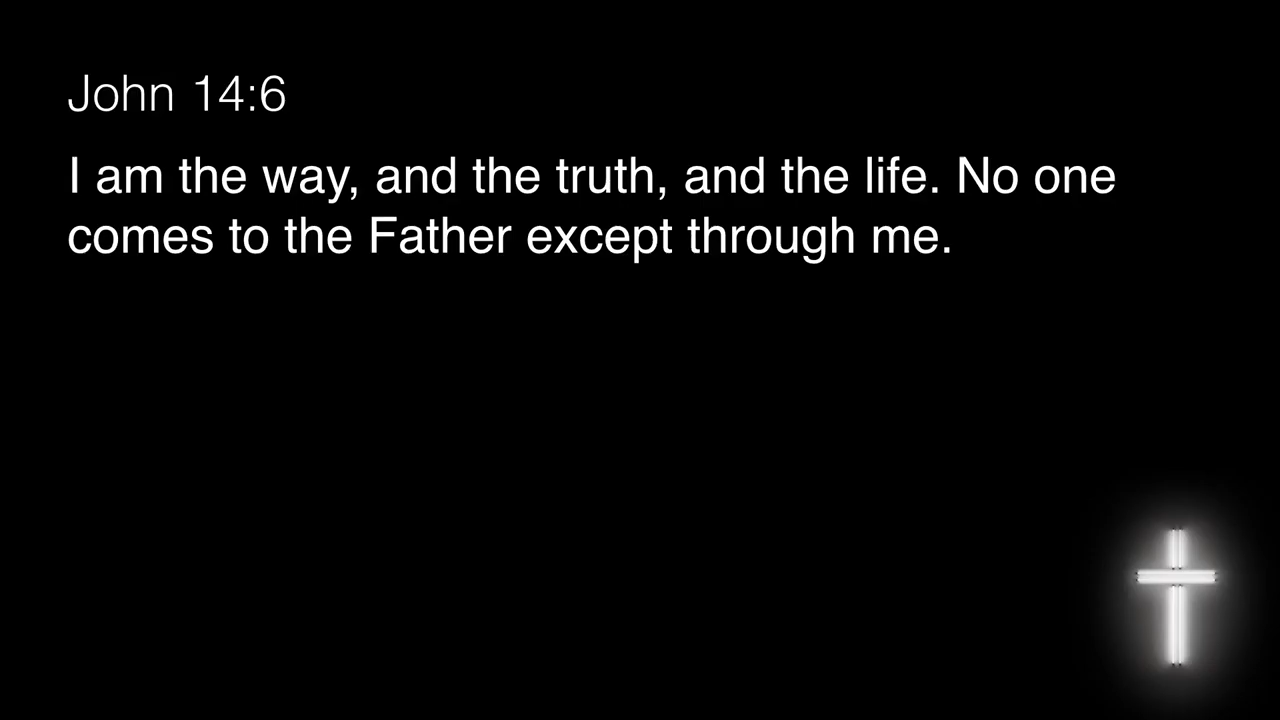 John 14:6
I am the way, and the truth, and the life. No one
comes to the Father except through me.